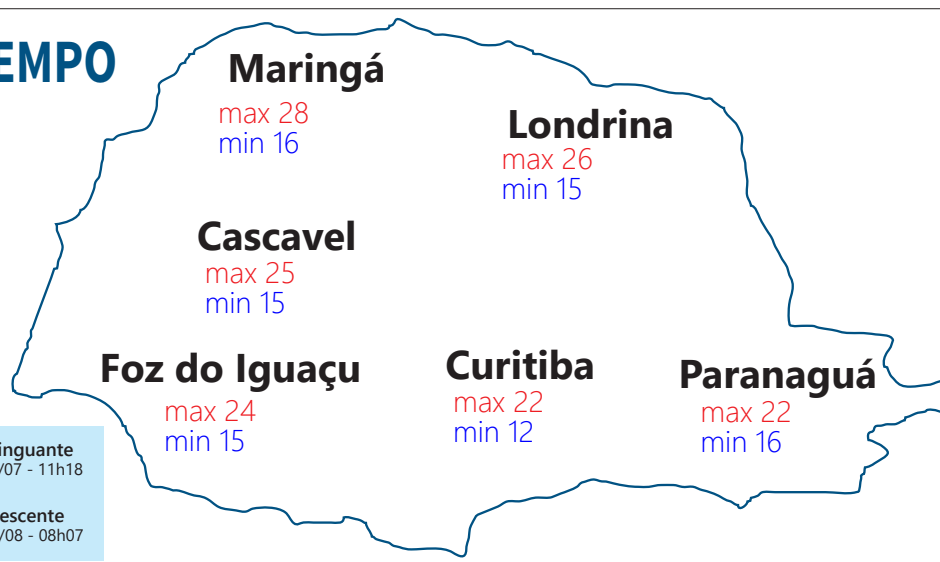 EMPO
Maringá
max 28
min 16
Londrina
max 26
min 15
Cascavel
max 25
min 15
Foz do Iguaçu
max 24
min 15
Curitiba
max 22
min 12
Paranaguá
max 22
min 16
inguante
/07 - 11h18
escente
/08 - 08h07